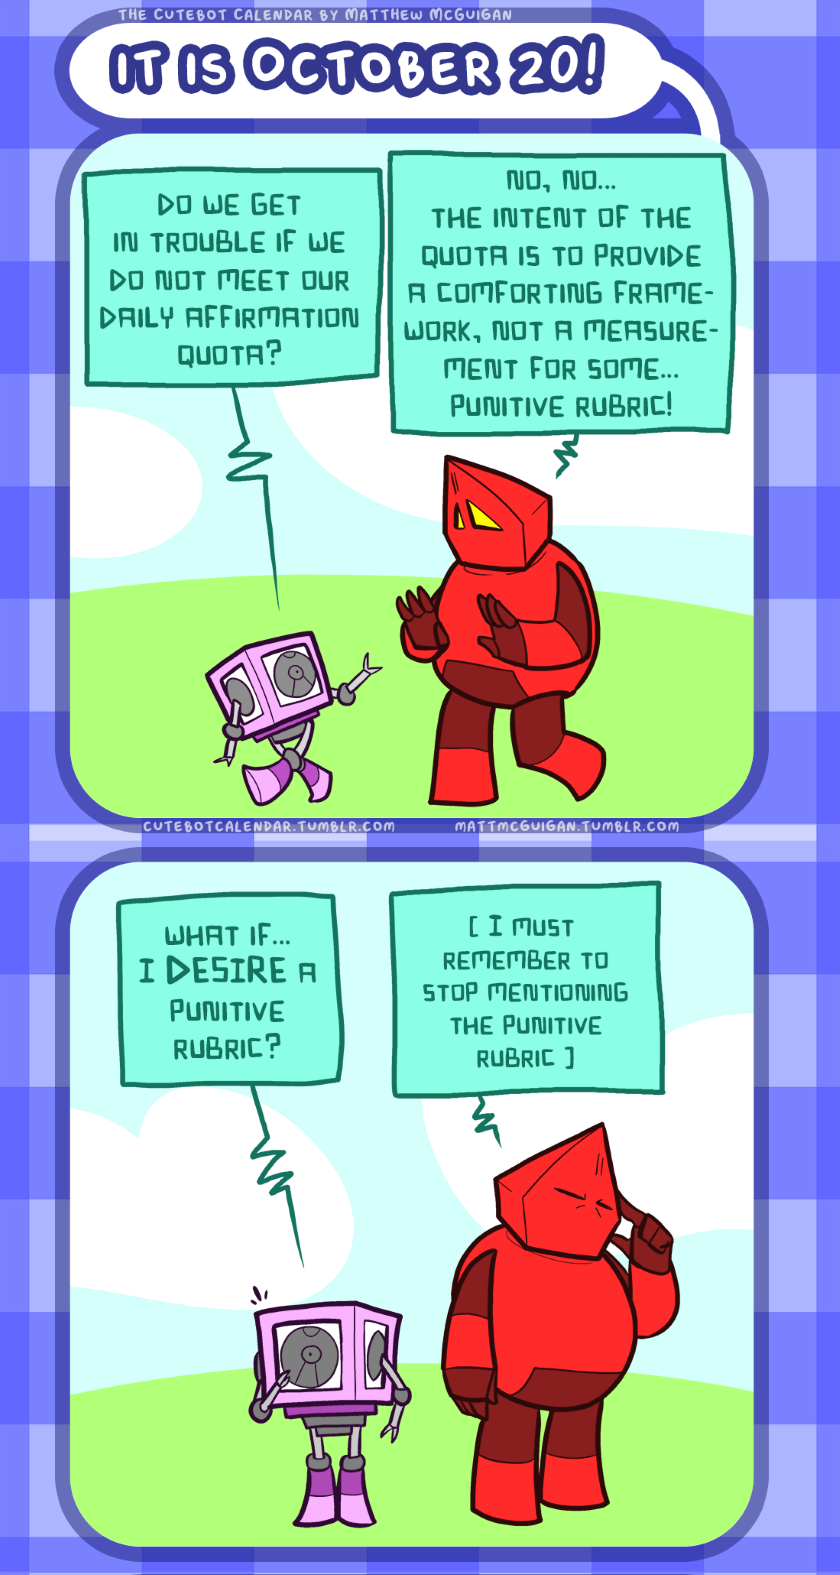 THE CUTEBOT CALENDAR BY MATTHEW MCGUIGAN
IT IS OCTOBER 20!
DO WE GET
IN TROUBLE IF WE
DO NOT MEET OUR
DAILY AFFIRMATION
QUOTA?
NO, NO...
THE INTENT OF THE
QUOTA IS TO PROVIDE
A COMFORTING FRAME-
WORK, NOT A MEASURE-
MENT FOR SOME...
PUNITIVE RUBRIC!
CUTEBOTCALENDAR.TUMBLR.COM
MATTMCGUIGAN.TUMBLR.COM
WHAT IF...
I DESIRE A
PUNITIVE
RUBRIC?
[ I MUST
REMEMBER TO
STOP MENTIONING
THE PUNITIVE
RUBRIC ]